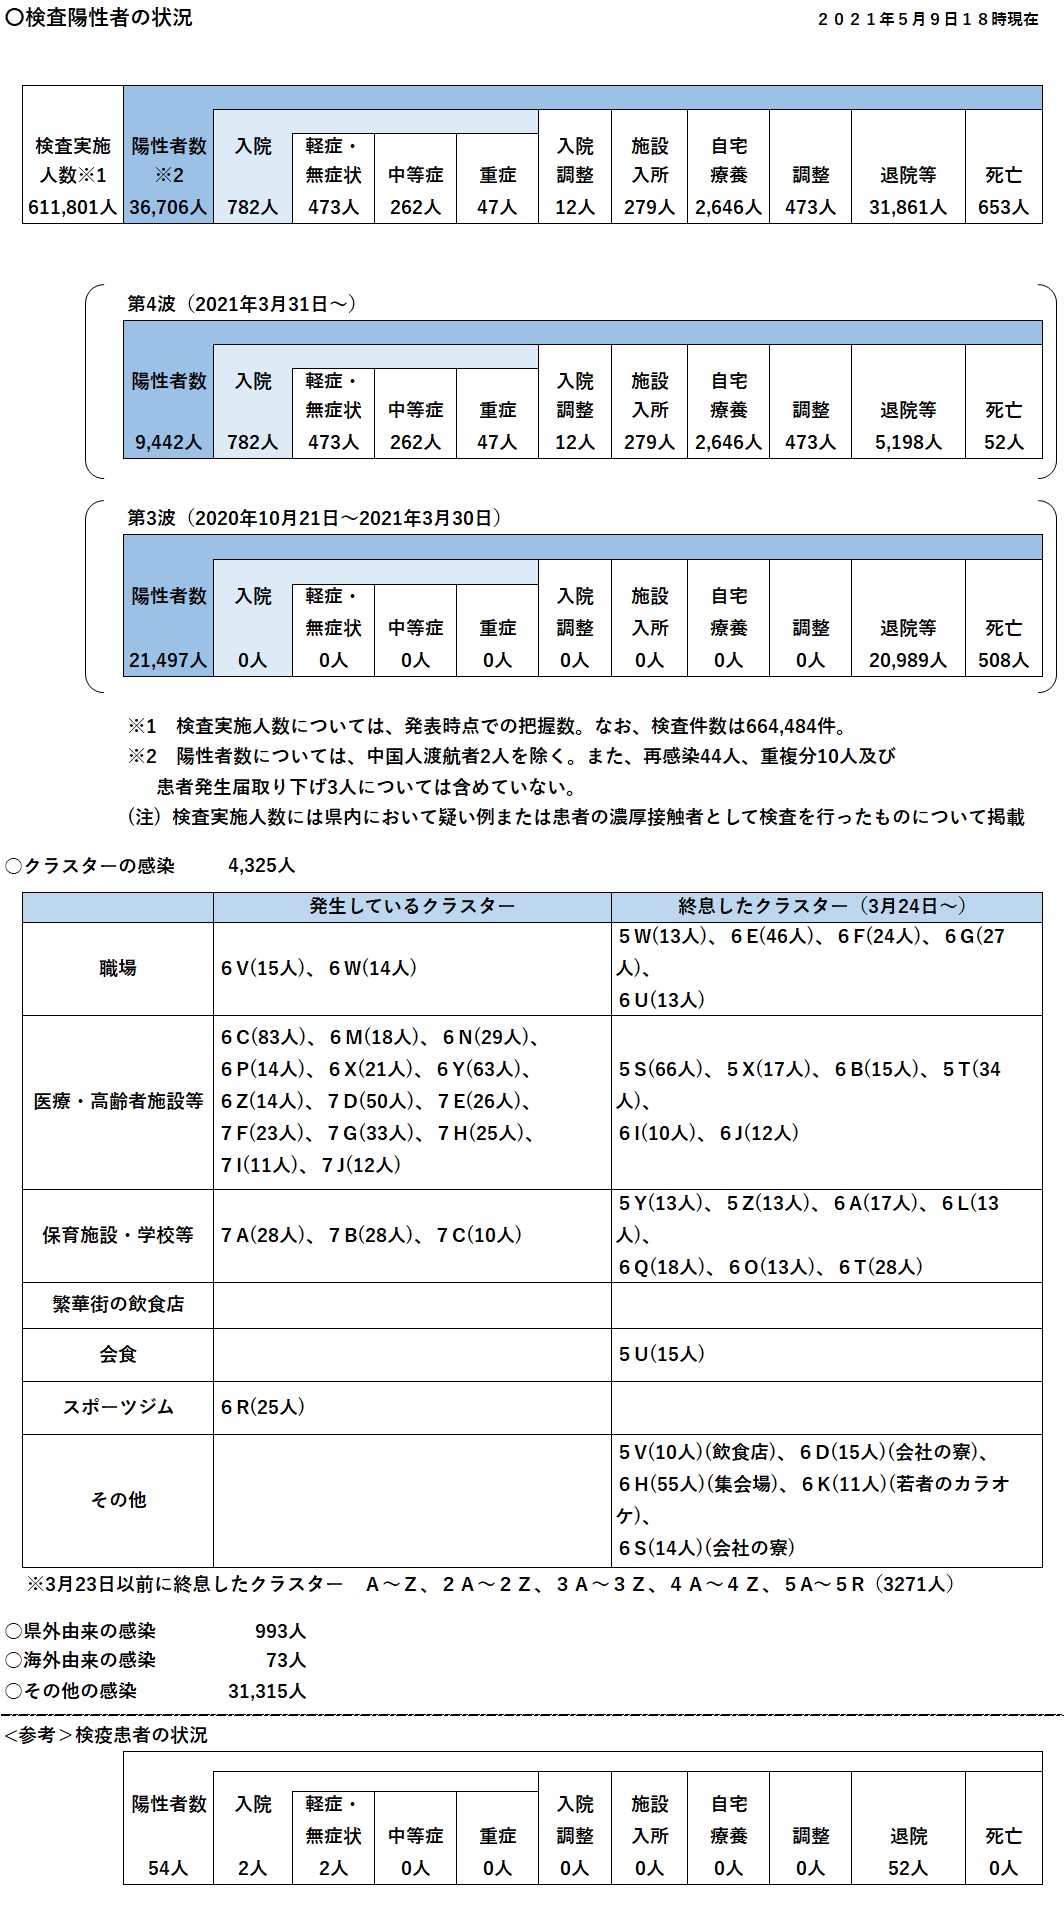 〇検査陽性者の状況
２０２１年５月９日１８時現在
検査実施 陽性者数 入院 軽症・ 入院 施設 自宅
人数※1 ※2 無症状 中等症 重症 調整 入所 療養 調整 退院等 死亡
611,801人 36,706人 782人 473人 262人 47人 12人 279人 2,646人 473人 31,861人 653人
第4波（2021年3月31日～）
陽性者数 入院 軽症・ 入院 施設 自宅
無症状 中等症 重症 調整 入所 療養 調整 退院等 死亡
9,442人 782人 473人 262人 47人 12人 279人 2,646人 473人 5,198人 52人
第3波（2020年10月21日～2021年3月30日）
陽性者数 入院 軽症・ 入院 施設 自宅
無症状 中等症 重症 調整 入所 療養 調整 退院等 死亡
21,497人 0人 0人 0人 0人 0人 0人 0人 0人 20,989人 508人
※1　検査実施人数については、発表時点での把握数。なお、検査件数は664,484件。
※2　陽性者数については、中国人渡航者2人を除く。また、再感染44人、重複分10人及び
患者発生届取り下げ3人については含めていない。
(注）検査実施人数には県内において疑い例または患者の濃厚接触者として検査を行ったものについて掲載
○クラスターの感染 4,325人
発生しているクラスター 終息したクラスター（3月24日～）
職場
６V(15人)、６W(14人)
５W(13人)、６E(46人)、６F(24人)、６G(27
人)、
６U(13人)
医療・高齢者施設等
６C(83人)、６M(18人)、６N(29人)、
６P(14人)、６X(21人)、６Y(63人)、
６Z(14人)、７D(50人)、７E(26人)、
７F(23人)、７G(33人)、７H(25人)、
７I(11人)、７J(12人)
５S(66人)、５X(17人)、６B(15人)、５T(34
人)、
６I(10人)、６J(12人)
保育施設・学校等
７A(28人)、７B(28人)、７C(10人)
５Y(13人)、５Z(13人)、６A(17人)、６L(13
人)、
６Q(18人)、６O(13人)、６T(28人)
繁華街の飲食店
会食
５U(15人)
スポーツジム
６R(25人)
その他
５V(10人)(飲食店)、６D(15人)(会社の寮)、
６H(55人)(集会場)、６K(11人)(若者のカラオ
ケ)、
６S(14人)(会社の寮)
※3月23日以前に終息したクラスター　Ａ～Ｚ、２Ａ～２Ｚ、３Ａ～３Ｚ、４Ａ～４Ｚ、５A～５R（3271人）
○県外由来の感染 993人
○海外由来の感染 73人
○その他の感染 31,315人
<参考＞検疫患者の状況
陽性者数 入院 軽症・ 入院 施設 自宅
無症状 中等症 重症 調整 入所 療養 調整 退院 死亡
54人 2人 2人 0人 0人 0人 0人 0人 0人 52人 0人